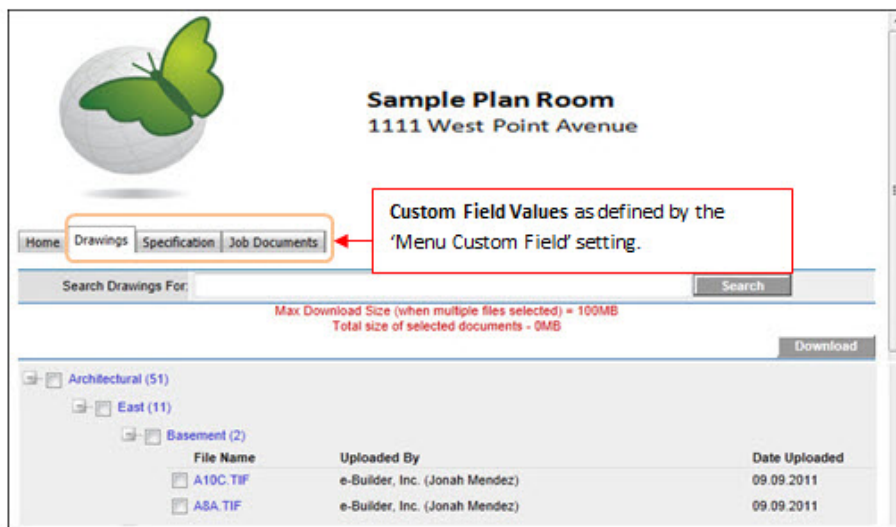 Sample Plan Room
1111 West Point Avenue
Custom Field Values as defined by the
'Menu Custom Field' setting.
Home Drawings Specification Job Documents
Search Drawings For: Search
Max Download Size (when multiple files selected) = 100MB
Total size of selected documents - 0MB
Download
Architectural (51)
East (11)
Basement (2)
File Name Uploaded By Date Uploaded
A10C.TIF e-Builder, Inc. (Jonah Mendez) 09.09.2011
A8A.TIF e-Builder, Inc. (Jonah Mendez) 09.09.2011